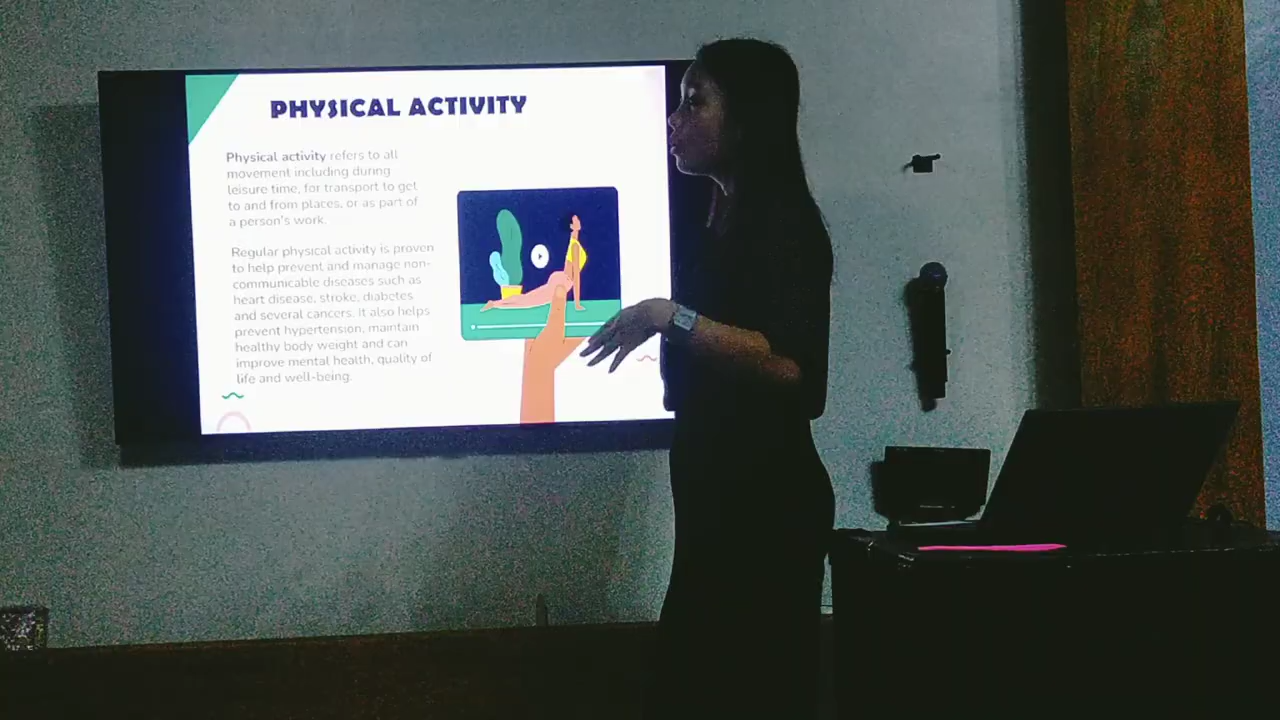 PHYSICAL ACTIVITY
Physical activity refers to all
movement including during
leisure time, for transport to get
to and from places, or as part of
a person's work.
Regular physical activity is proven
to help prevent and manage non-
communicable diseases such as
heart disease, stroke, diabetes
and several cancers. It also helps
prevent hypertension, maintain
healthy body weight and can
improve mental health, quality of
life and well-being.